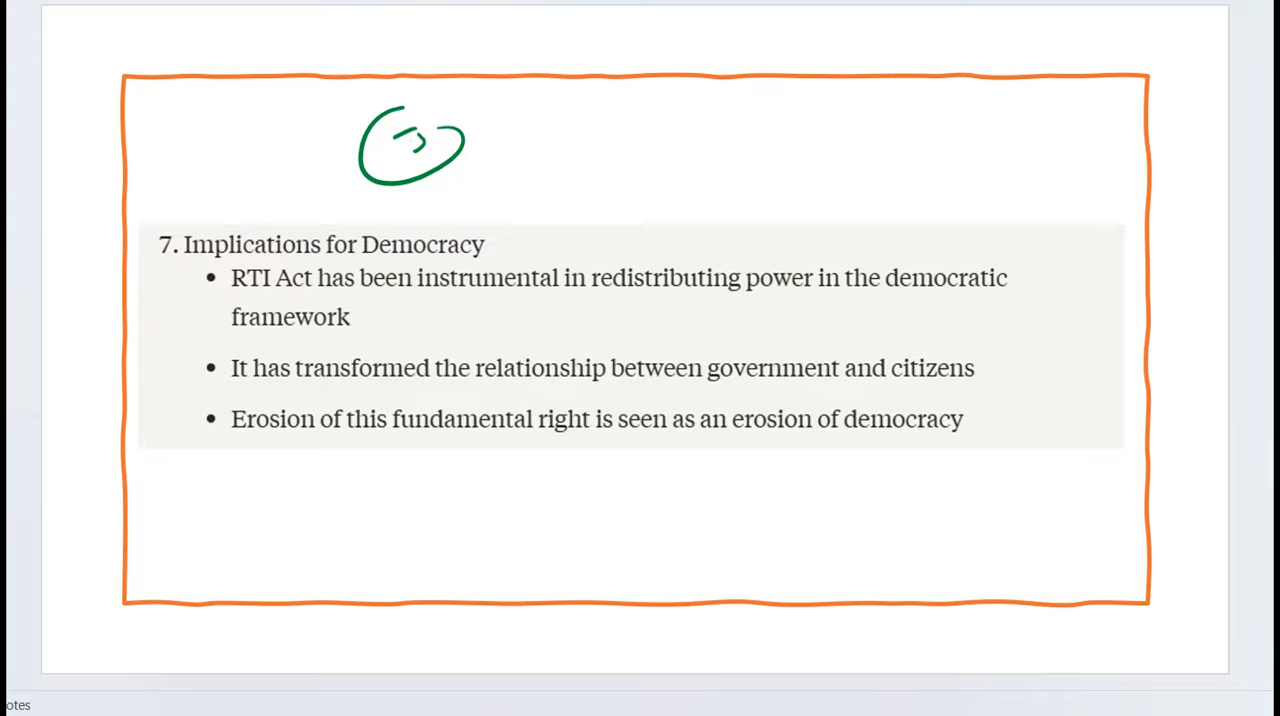 7. Implications for Democracy
• RTI Act has been instrumental in redistributing power in the democratic
framework
• It has transformed the relationship between government and citizens
• Erosion of this fundamental right is seen as an erosion of democracy
otes